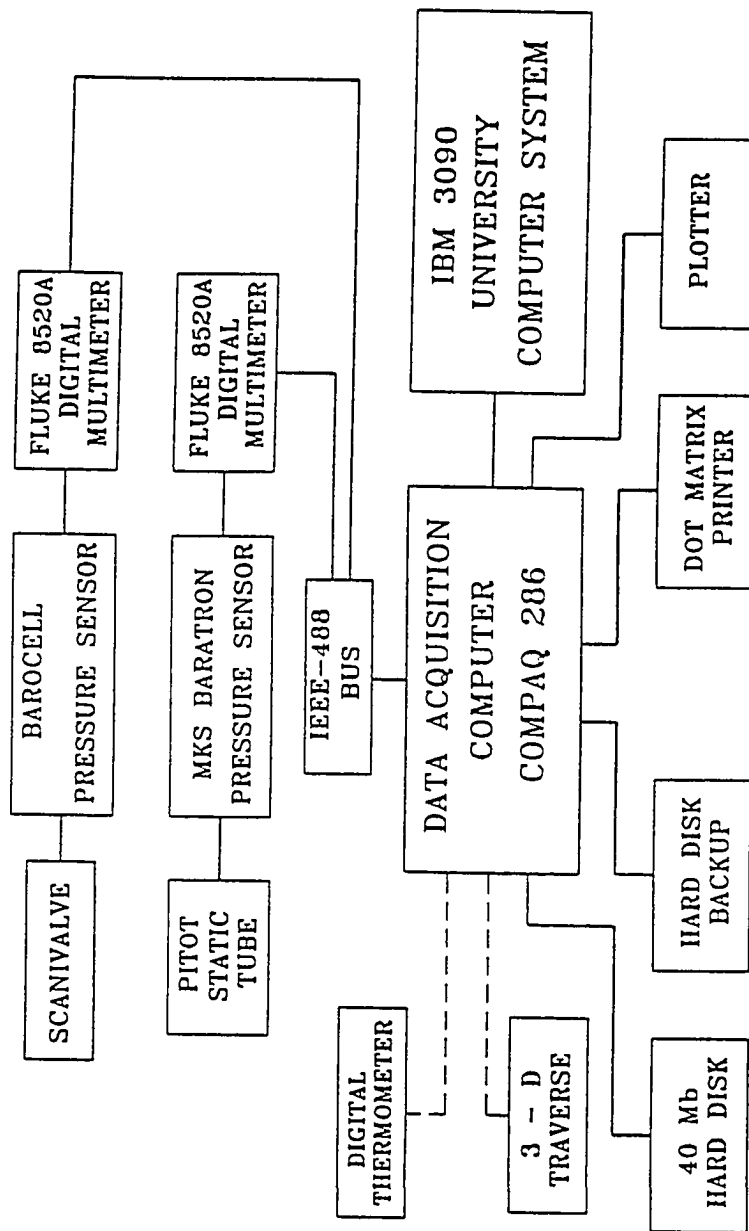 SCANIVALVE
BAROCELL
PRESSURE SENSOR
FLUKE 8520A
DIGITAL
MULTIMETER
PITOT
STATIC
TUBE
MKS BARATRON
PRESSURE SENSOR
FLUKE 8520A
DIGITAL
MULTIMETER
IEEE-488
BUS
DIGITAL
THERMOMETER
3 - D
TRAVERSE
DATA ACQUISITION
COMPUTER
COMPAQ 286
IBM 3090
UNIVERSITY
COMPUTER SYSTEM
40 Mb
HARD DISK
HARD DISK
BACKUP
DOT MATRIX
PRINTER
PLOTTER